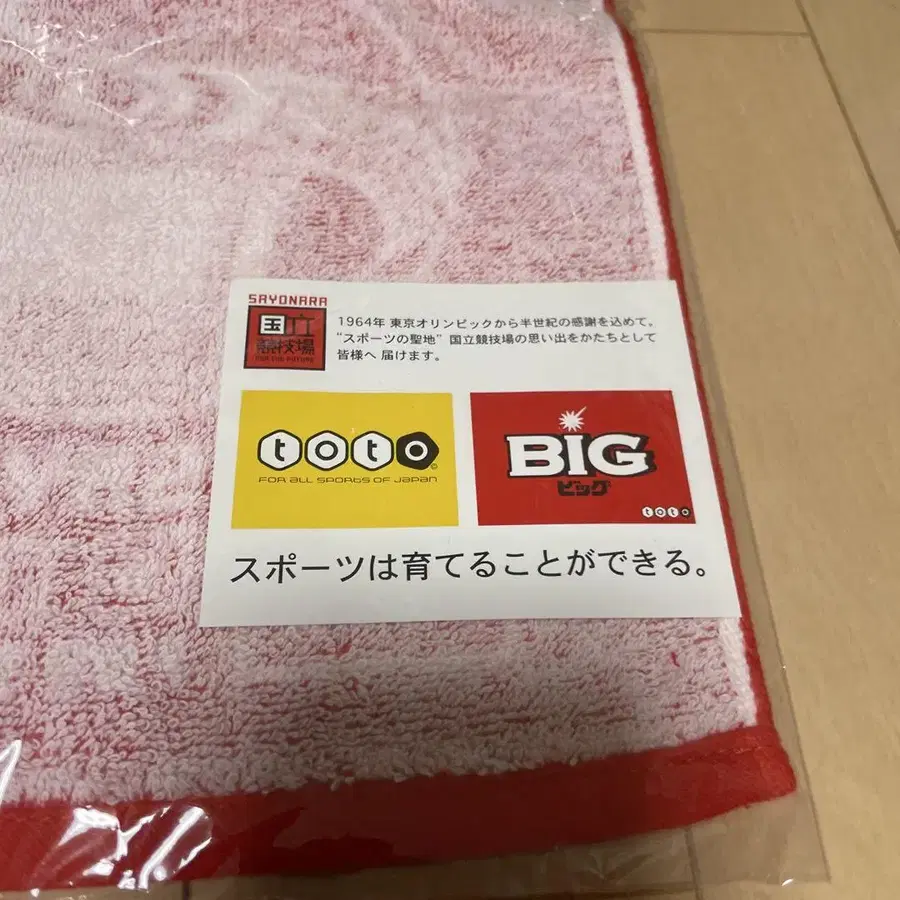 SAYONARA
国立
競技場
FOR THE FUTURE
1964年 東京オリンピックから半世紀の感謝を込めて。
“スポーツの聖地” 国立競技場の思い出をかたちとして
皆様へ 届けます。
toto
FOR ALL SPORTS OF JAPAN
BIG
ビッグ
toto
スポーツは育てることができる。